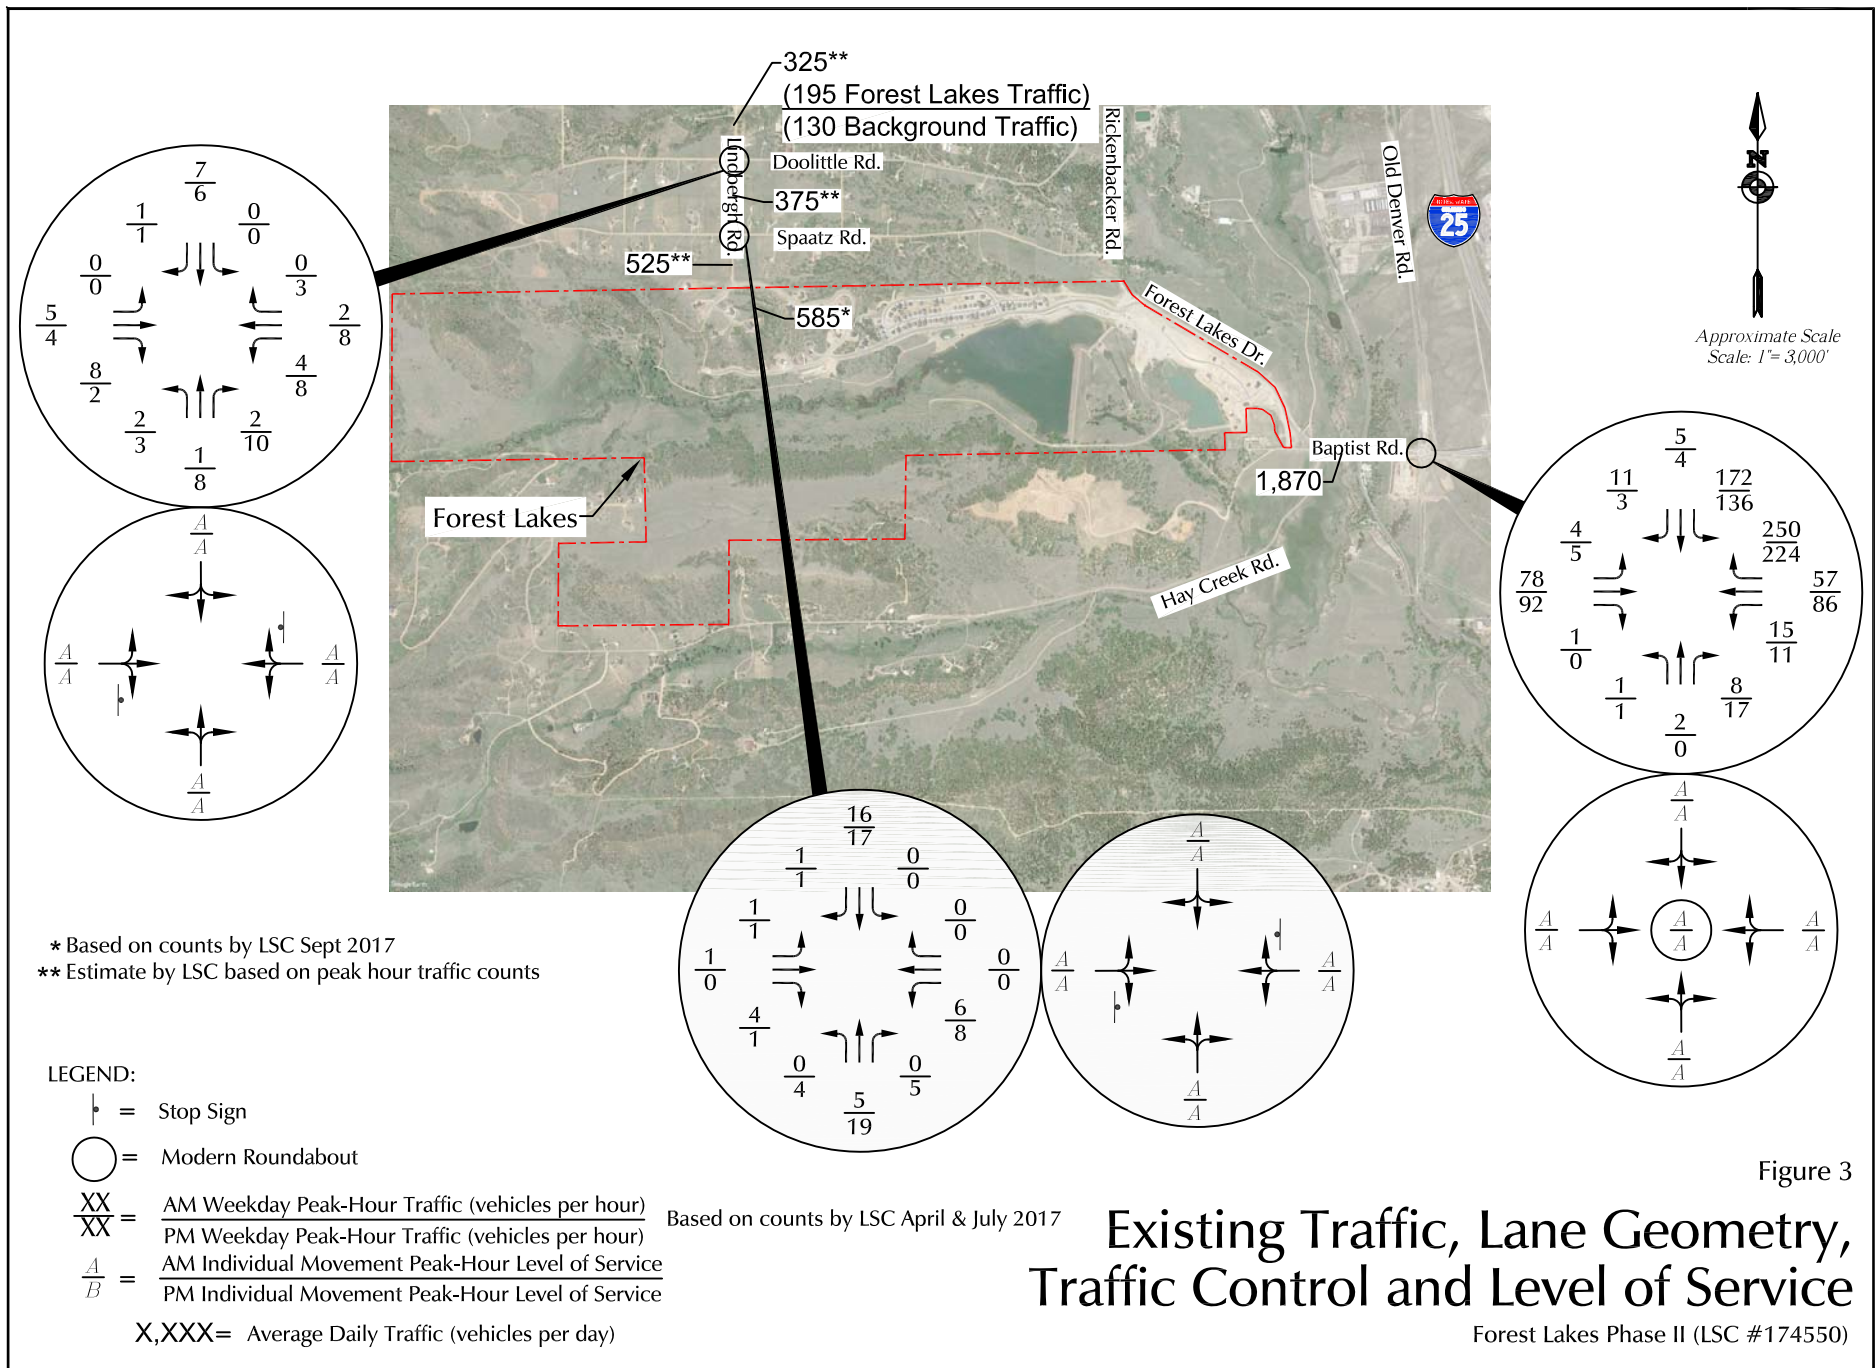 325**
(195 Forest Lakes Traffic)
(130 Background Traffic)
Lindbergh Rd.
Doolittle Rd.
375**
Spaatz Rd.
525**
585*
Rickenbacker Rd.
Old Denver Rd.
INTERSTATE
25
N
Approximate Scale
Scale: 1"= 3,000'
Forest Lakes Dr.
Baptist Rd.
1,870
Forest Lakes
Hay Creek Rd.
7
6
1
1
0
0
0
0
0
3
5
4
2
8
8
2
4
8
2
3
2
10
1
8
A
A
A
A
A
A
A
A
5
4
11
3
172
136
4
5
250
224
78
92
57
86
1
0
15
11
1
1
8
17
2
0
A
A
A
A
A
A
A
A
A
A
16
17
1
1
0
0
1
1
0
0
1
0
0
0
4
1
6
8
0
4
0
5
5
19
A
A
A
A
A
A
A
A
Google Earth
* Based on counts by LSC Sept 2017
** Estimate by LSC based on peak hour traffic counts
LEGEND:
= Stop Sign
= Modern Roundabout
XX
XX
= AM Weekday Peak-Hour Traffic (vehicles per hour)
PM Weekday Peak-Hour Traffic (vehicles per hour)
Based on counts by LSC April & July 2017
A
B
= AM Individual Movement Peak-Hour Level of Service
PM Individual Movement Peak-Hour Level of Service
X,XXX= Average Daily Traffic (vehicles per day)
Figure 3
Existing Traffic, Lane Geometry,
Traffic Control and Level of Service
Forest Lakes Phase II (LSC #174550)